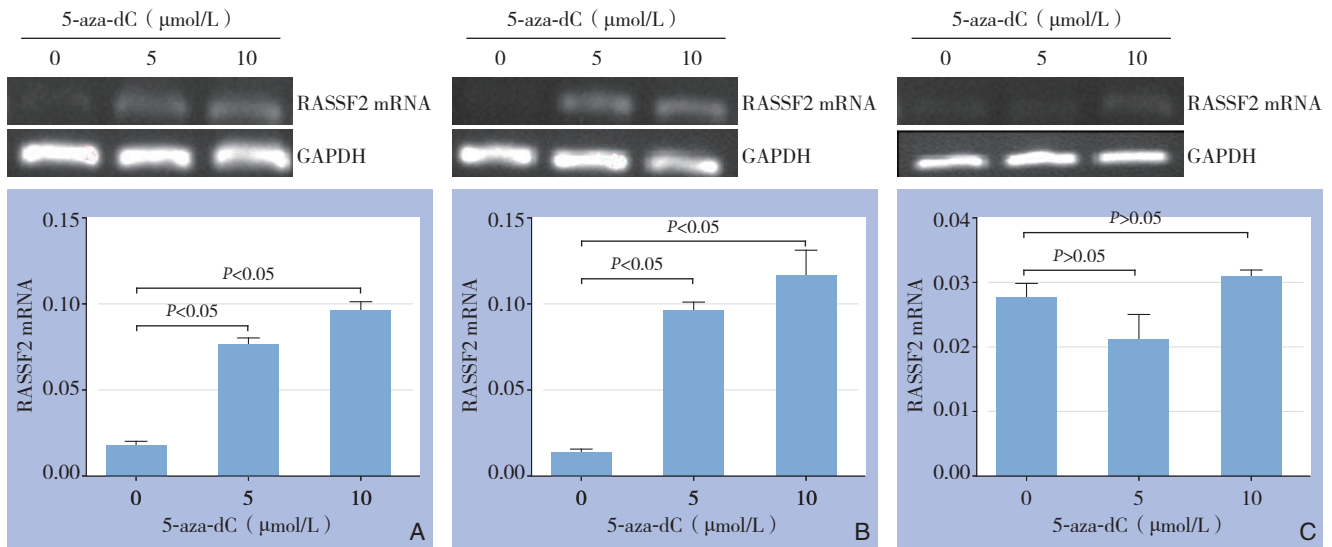 5-aza-dC ( μmol/L )
0 5 10
RASSF2 mRNA
GAPDH
0.15
0.10
0.05
0.00
RASSF2 mRNA
P<0.05
P<0.05
0 5 10
5-aza-dC ( μmol/L )
A
5-aza-dC ( μmol/L )
0 5 10
RASSF2 mRNA
GAPDH
0.15
0.10
0.05
0.00
RASSF2 mRNA
P<0.05
P<0.05
0 5 10
5-aza-dC ( μmol/L )
B
5-aza-dC ( μmol/L )
0 5 10
RASSF2 mRNA
GAPDH
0.04
0.03
0.02
0.01
0.00
RASSF2 mRNA
P>0.05
P>0.05
0 5 10
5-aza-dC ( μmol/L )
C